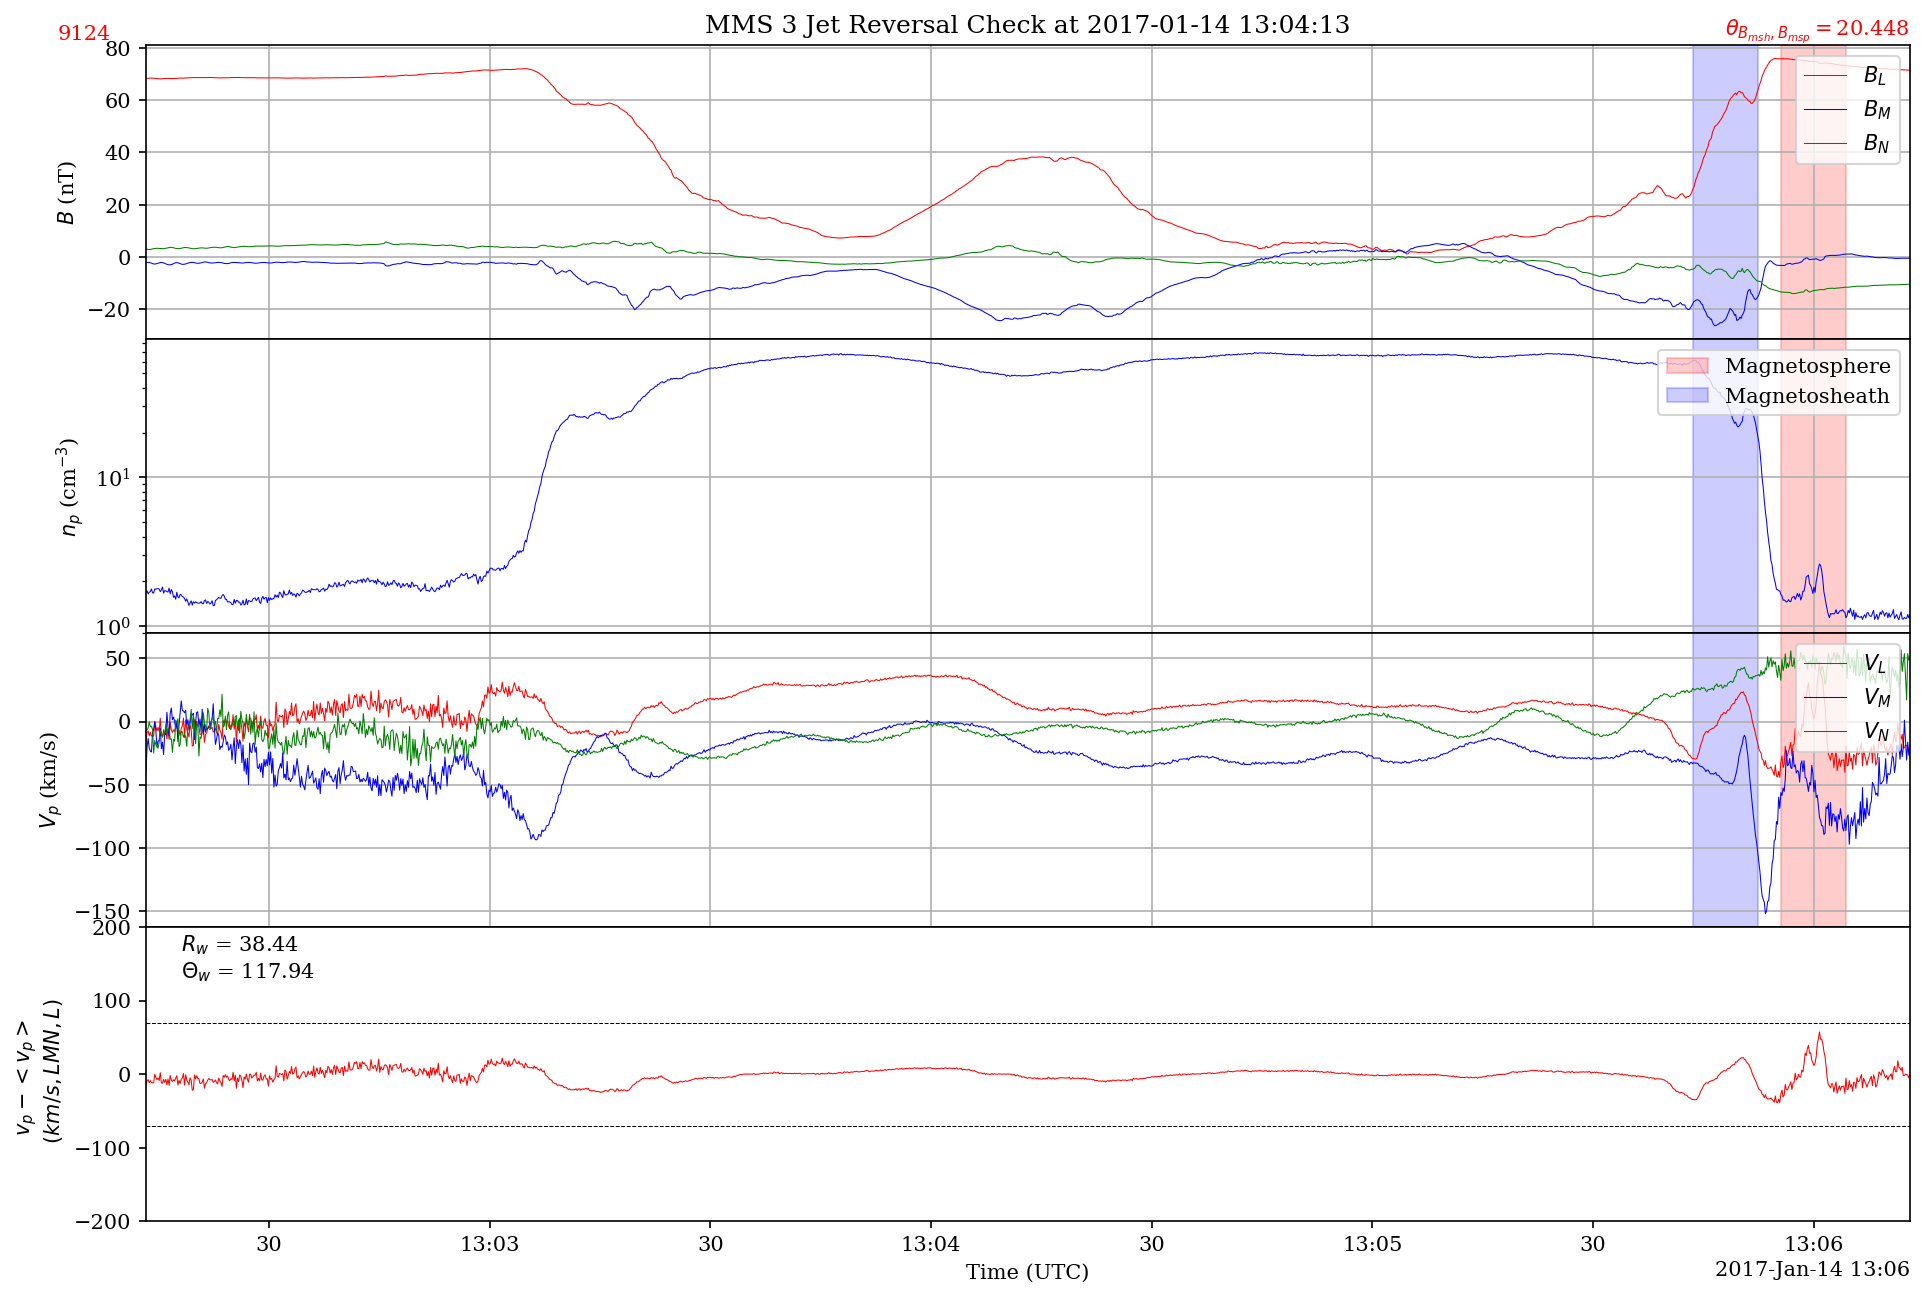 MMS 3 Jet Reversal Check at 2017-01-14 13:04:13
9124
θ_{B_{msh}, B_{msp}} = 20.448
80
60
40
20
0
−20
B (nT)
B_L
B_M
B_N
10¹
10⁰
n_p (cm⁻³)
Magnetosphere
Magnetosheath
50
0
−50
−100
−150
V_p (km/s)
V_L
V_M
V_N
200
100
0
−100
−200
v_p − < v_p >
(km/s, LMN, L)
R_w = 38.44
Θ_w = 117.94
30
13:03
30
13:04
30
13:05
30
13:06
Time (UTC)
2017-Jan-14 13:06